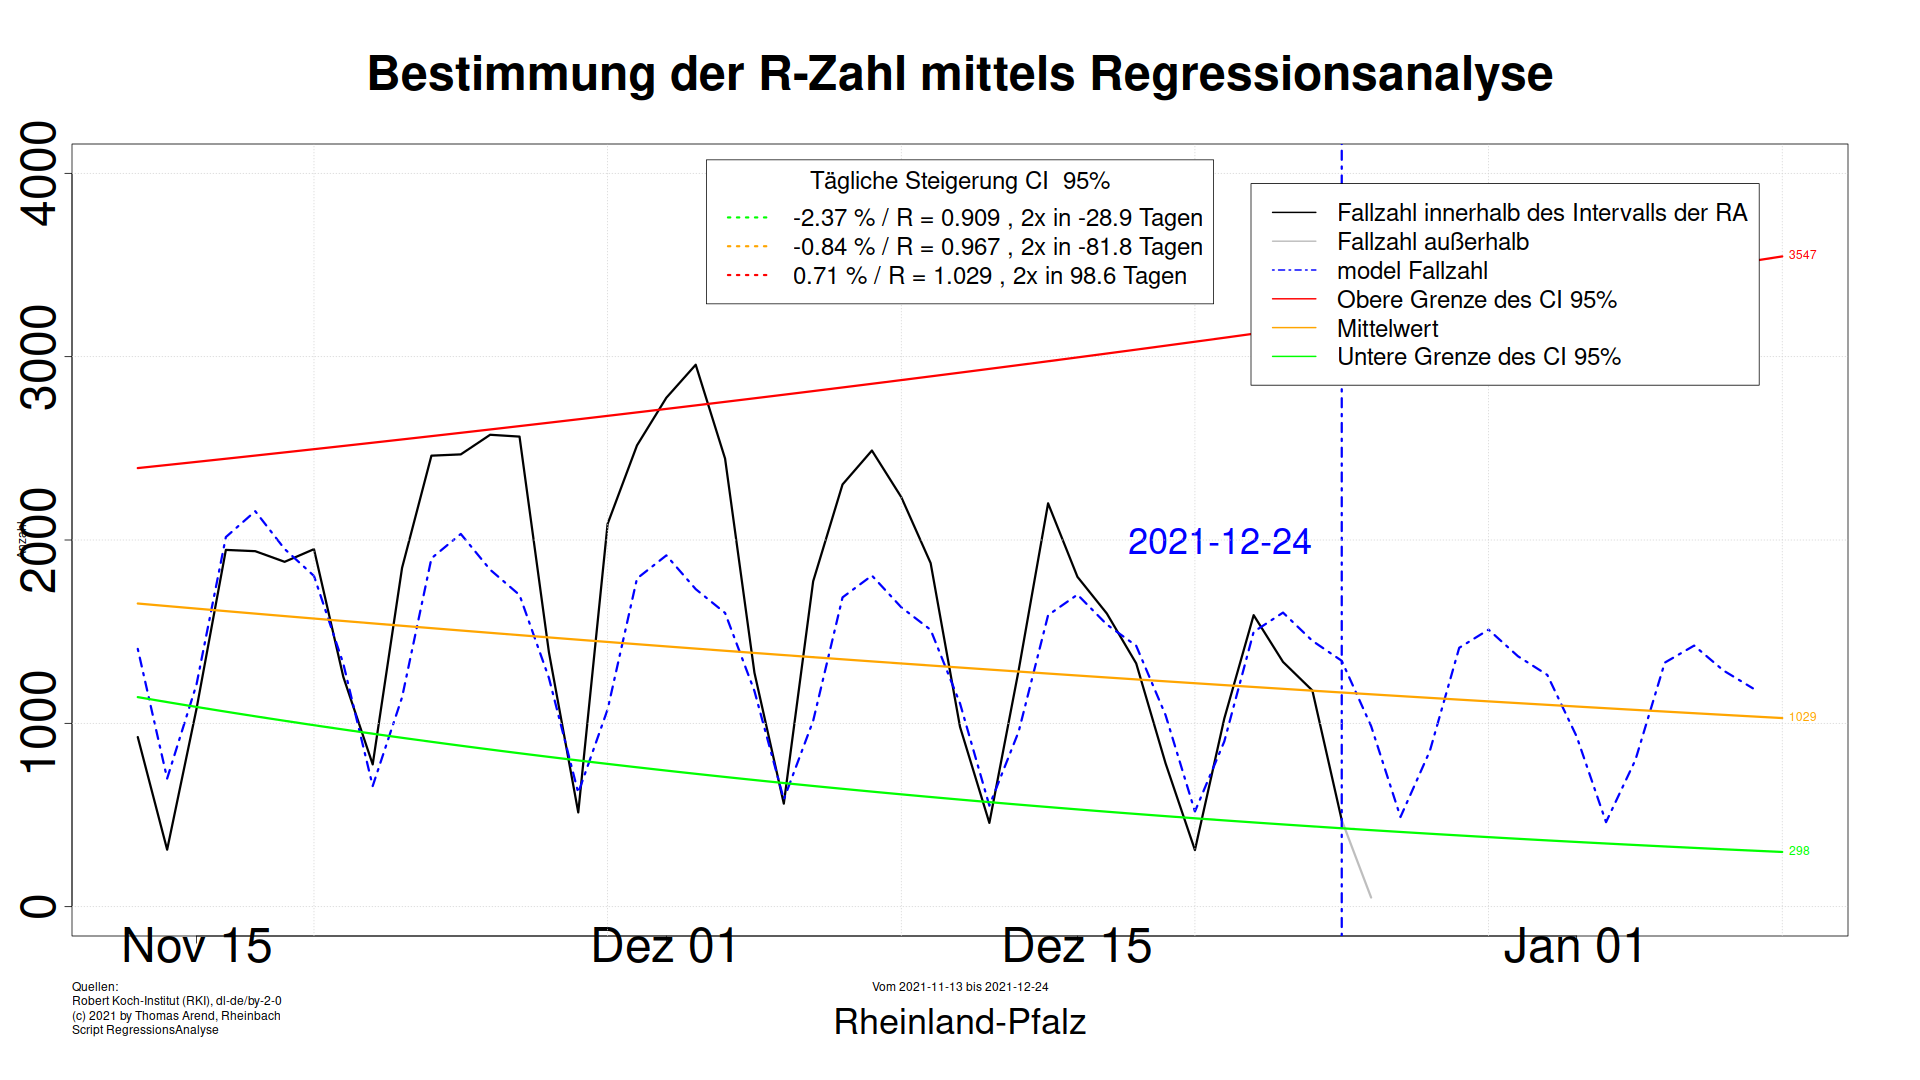 Bestimmung der R-Zahl mittels Regressionsanalyse
4000
3000
2000
1000
0
Anzahl
Tägliche Steigerung CI  95%
-2.37 % / R = 0.909 , 2x in -28.9 Tagen
-0.84 % / R = 0.967 , 2x in -81.8 Tagen
0.71 % / R = 1.029 , 2x in 98.6 Tagen
Fallzahl innerhalb des Intervalls der RA
Fallzahl außerhalb
model Fallzahl
Obere Grenze des CI 95%
Mittelwert
Untere Grenze des CI 95%
3547
2021-12-24
1029
298
Nov 15
Dez 01
Dez 15
Jan 01
Quellen:
Robert Koch-Institut (RKI), dl-de/by-2-0
(c) 2021 by Thomas Arend, Rheinbach
Script RegressionsAnalyse
Vom 2021-11-13 bis 2021-12-24
Rheinland-Pfalz